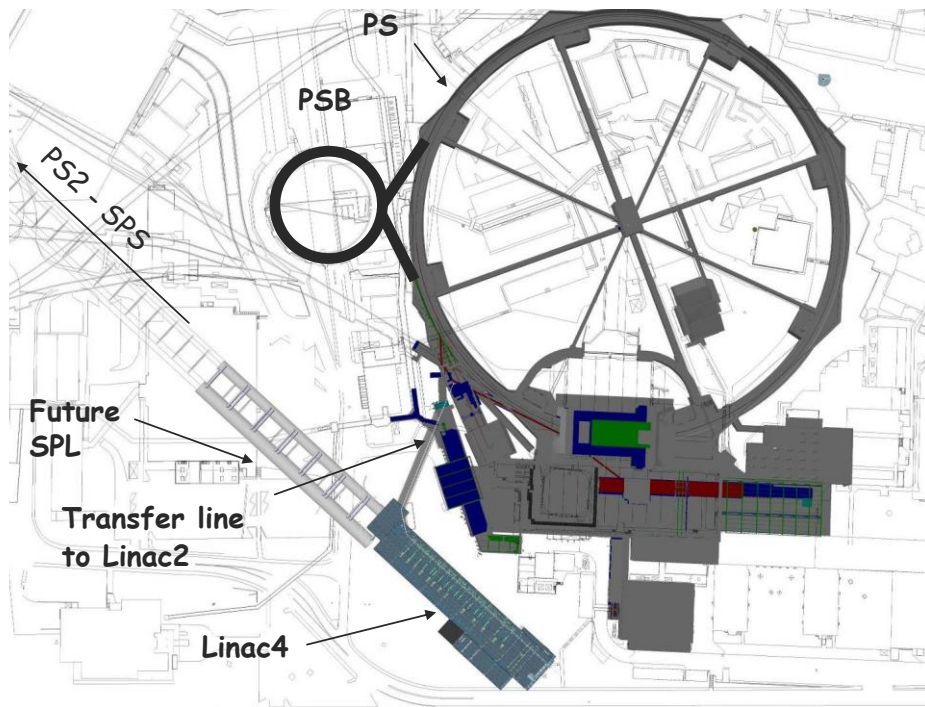 PS
PSB
PS2 - SPS
Future
SPL
Transfer line
to Linac2
Linac4